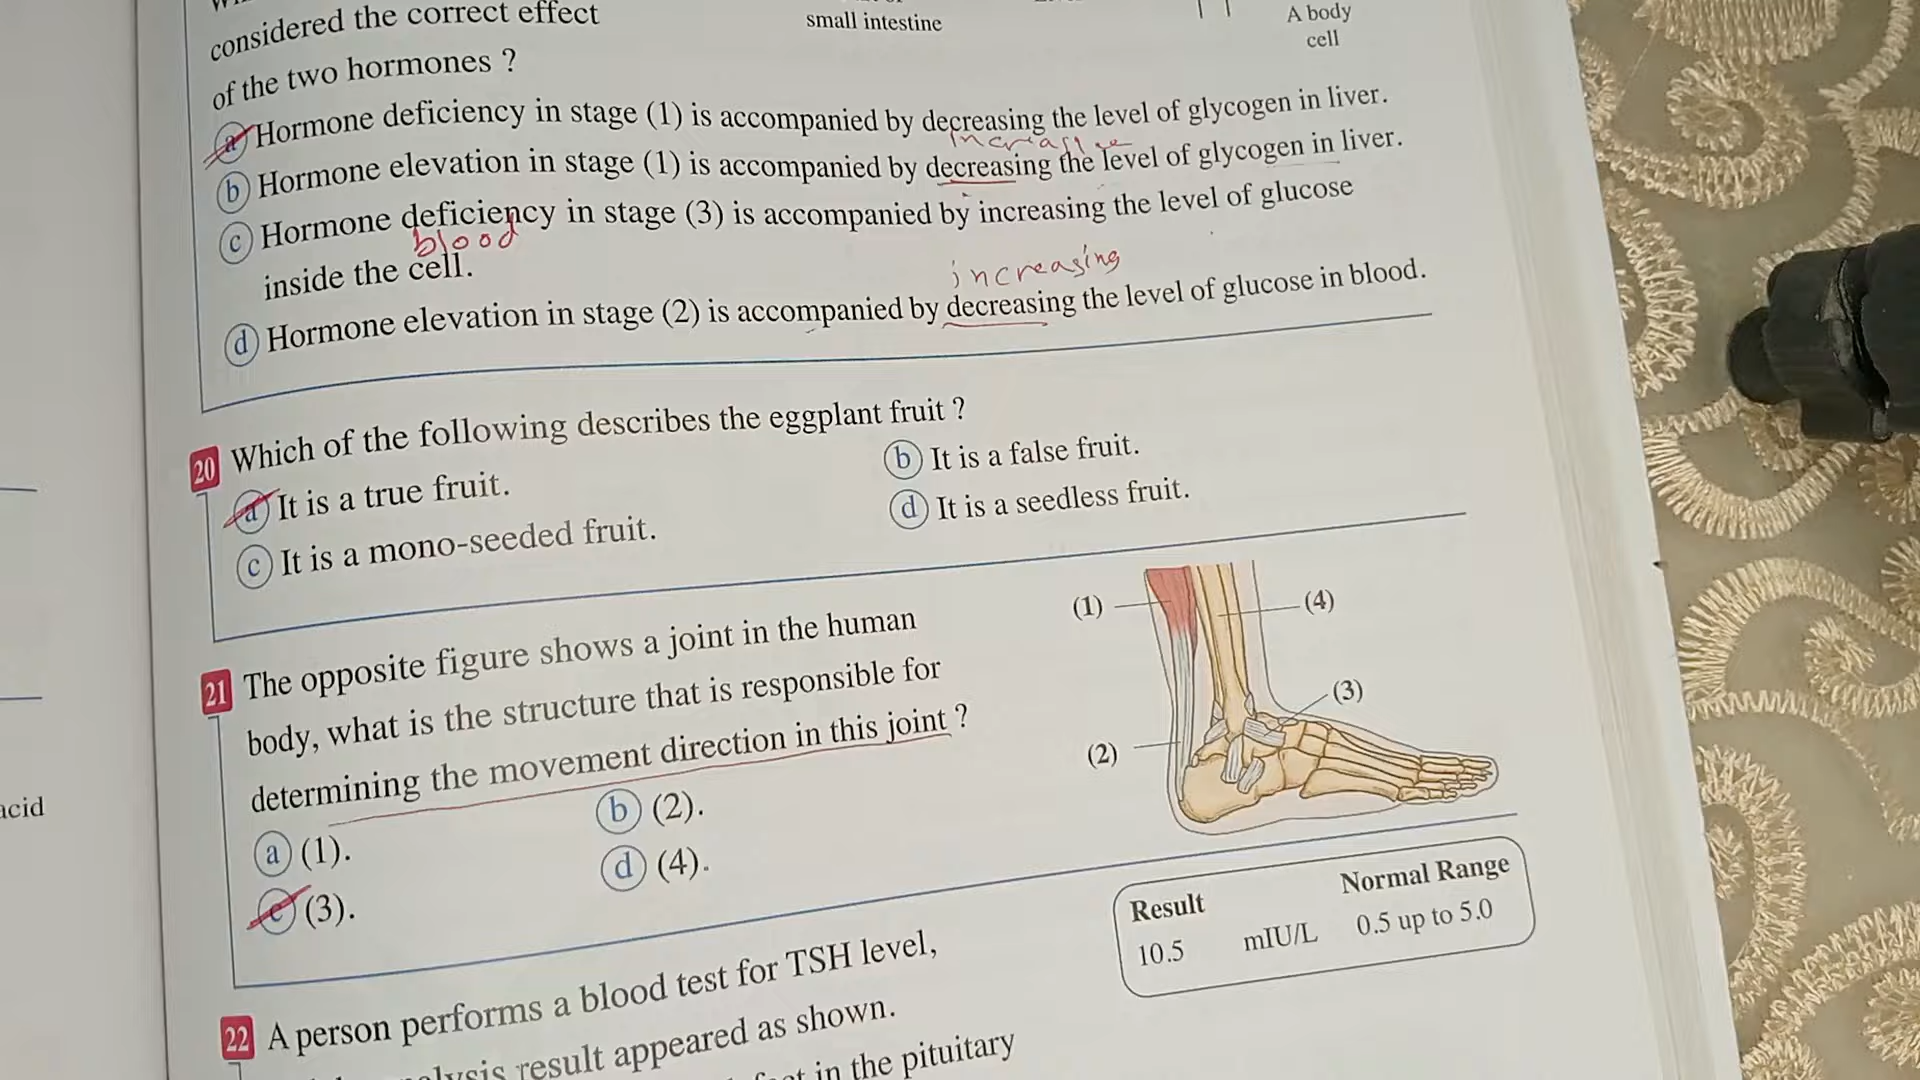 considered the correct effect
of the two hormones ?
small intestine
A body
cell
a Hormone deficiency in stage (1) is accompanied by decreasing the level of glycogen in liver.
increasing
b Hormone elevation in stage (1) is accompanied by decreasing the level of glycogen in liver.
c Hormone deficiency in stage (3) is accompanied by increasing the level of glucose
blood
inside the cell.
increasing
d Hormone elevation in stage (2) is accompanied by decreasing the level of glucose in blood.
20 Which of the following describes the eggplant fruit ?
a It is a true fruit.
b It is a false fruit.
c It is a mono-seeded fruit.
d It is a seedless fruit.
21 The opposite figure shows a joint in the human
body, what is the structure that is responsible for
determining the movement direction in this joint ?
a (1).
b (2).
c (3).
d (4).
(1)
(4)
(3)
(2)
acid
22 A person performs a blood test for TSH level,
result appeared as shown.
in the pituitary
Result
Normal Range
10.5 mIU/L 0.5 up to 5.0